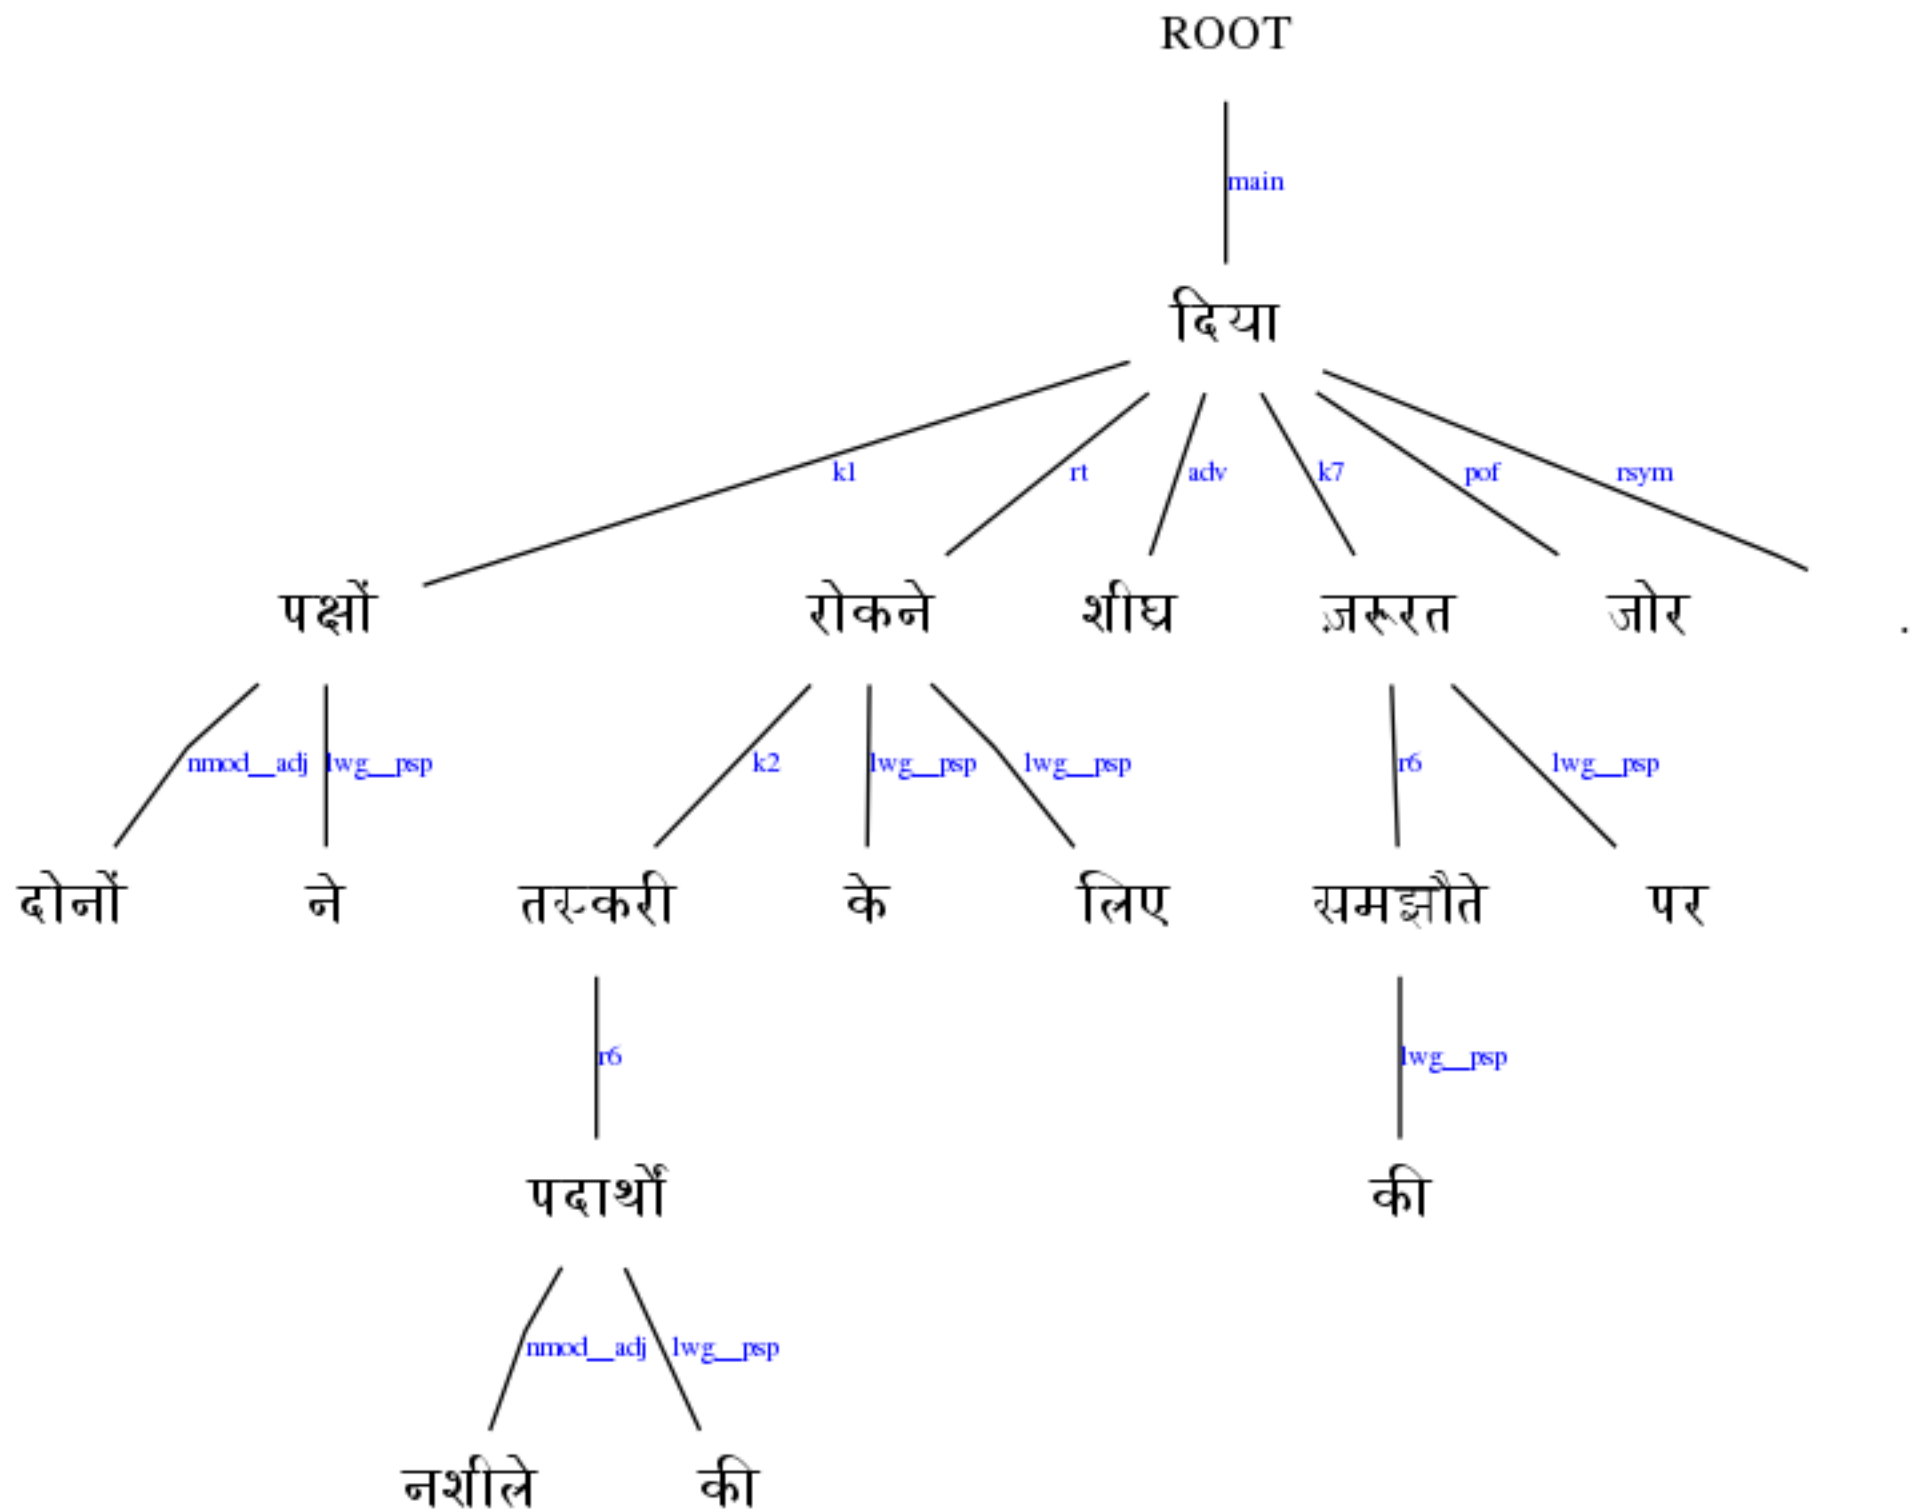 ROOT
main
दिया
k1 rt adv k7 pof rsym
पक्षों रोकने शीघ्र ज़रूरत जोर .
nmod__adj lwg__psp k2 lwg__psp lwg__psp r6 lwg__psp
दोनों ने तस्करी के लिए समझौते पर
r6 lwg__psp
पदार्थों की
nmod__adj lwg__psp
नशीले की